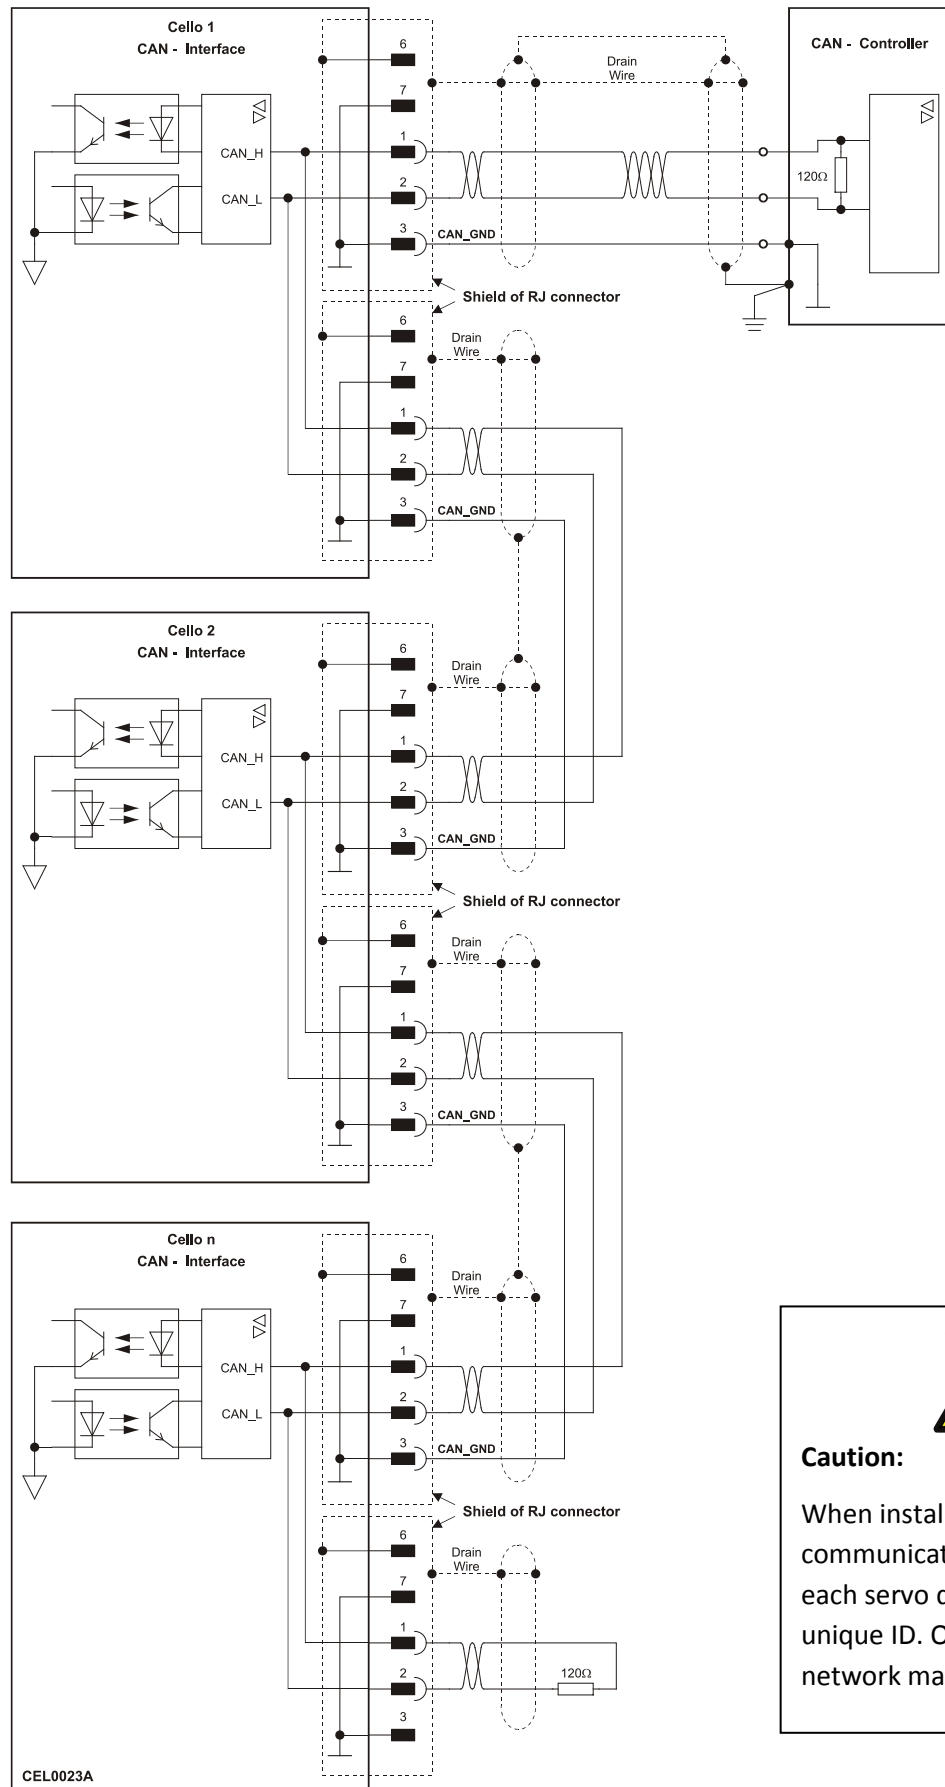 Cello 1
CAN - Interface
CAN_H
CAN_L
6
7
1
2
3
CAN_GND
Drain
Wire
CAN - Controller
120Ω
Shield of RJ connector
6
7
1
2
3
CAN_GND
Drain
Wire
Cello 2
CAN - Interface
CAN_H
CAN_L
6
7
1
2
3
CAN_GND
Drain
Wire
Shield of RJ connector
6
7
1
2
3
CAN_GND
Drain
Wire
Cello n
CAN - Interface
CAN_H
CAN_L
6
7
1
2
3
CAN_GND
Drain
Wire
Shield of RJ connector
6
7
1
2
3
Drain
Wire
120Ω
CEL0023A
Caution:
When instal
communicat
each servo
unique ID.
network ma